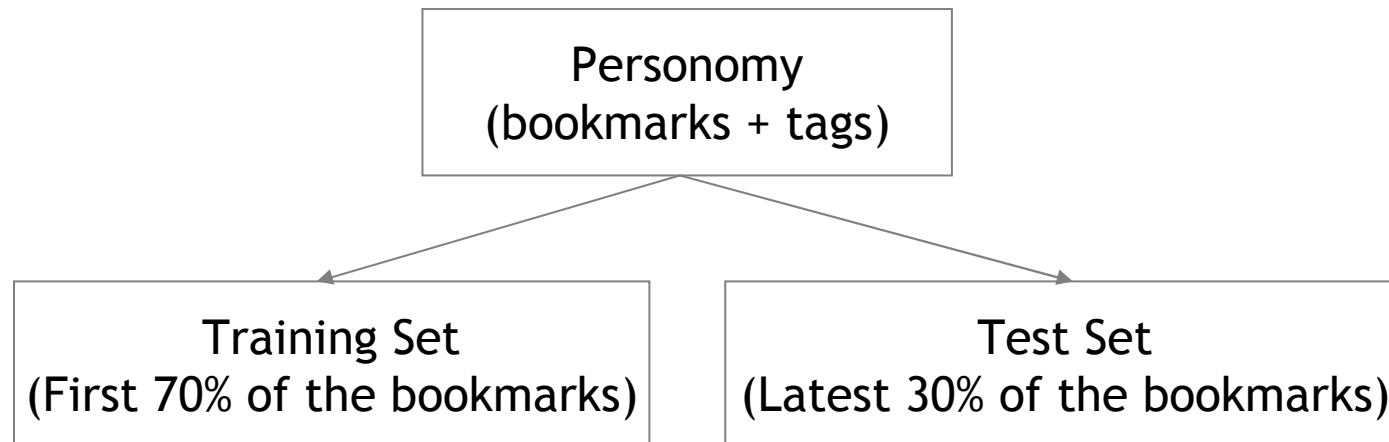 Personomy
(bookmarks + tags)
Training Set
(First 70% of the bookmarks)
Test Set
(Latest 30% of the bookmarks)